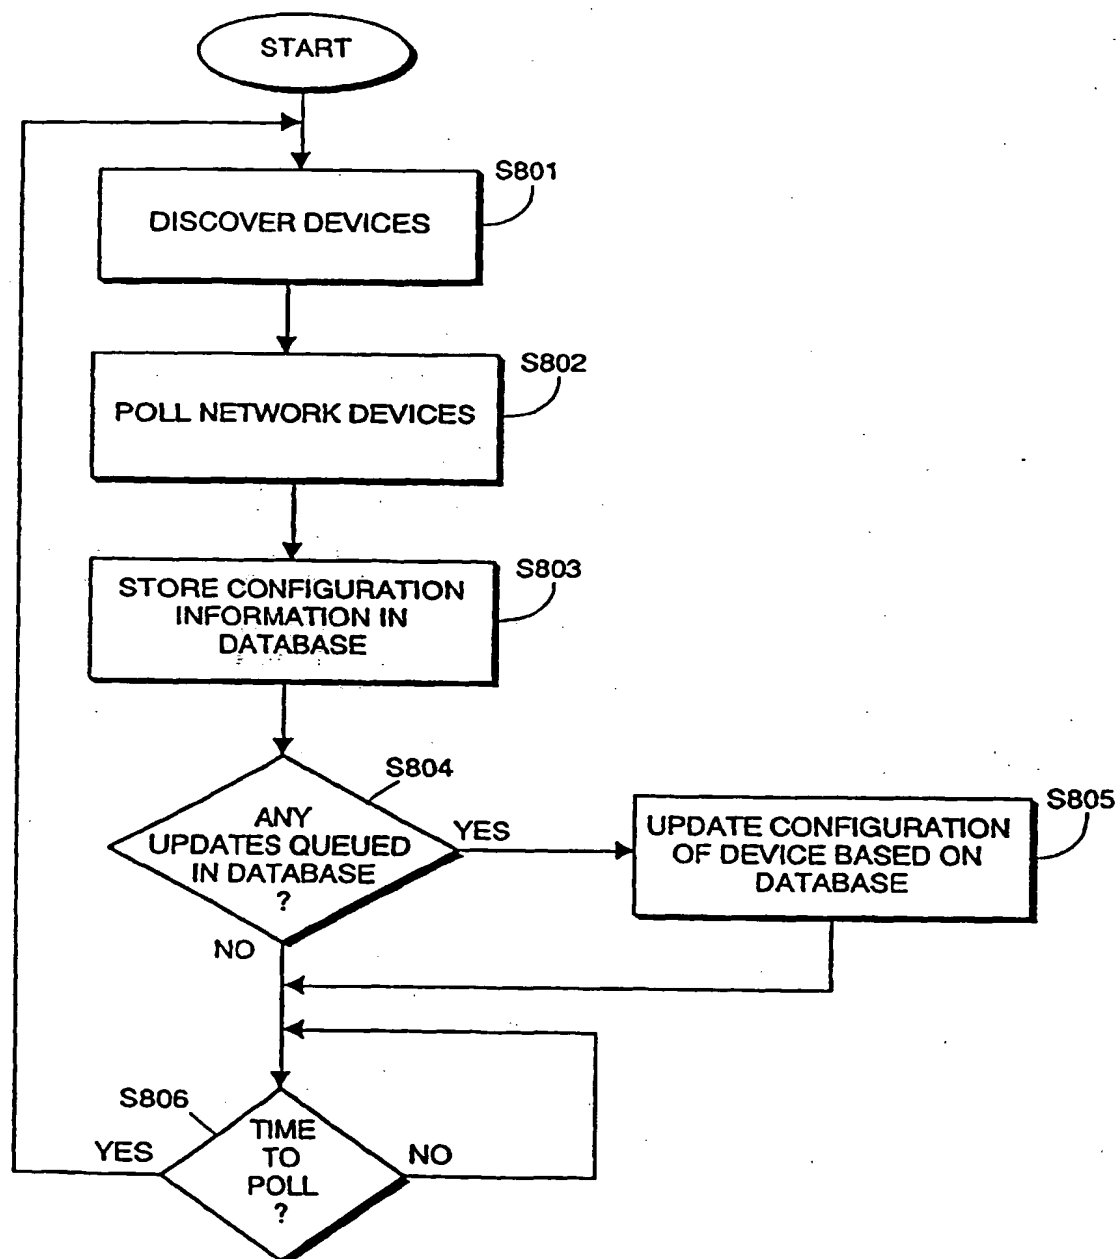 START
S801
DISCOVER DEVICES
S802
POLL NETWORK DEVICES
S803
STORE CONFIGURATION
INFORMATION IN
DATABASE
S804
ANY
UPDATES QUEUED
IN DATABASE
?
YES
S805
UPDATE CONFIGURATION
OF DEVICE BASED ON
DATABASE
NO
S806
TIME
TO
POLL
?
YES
NO